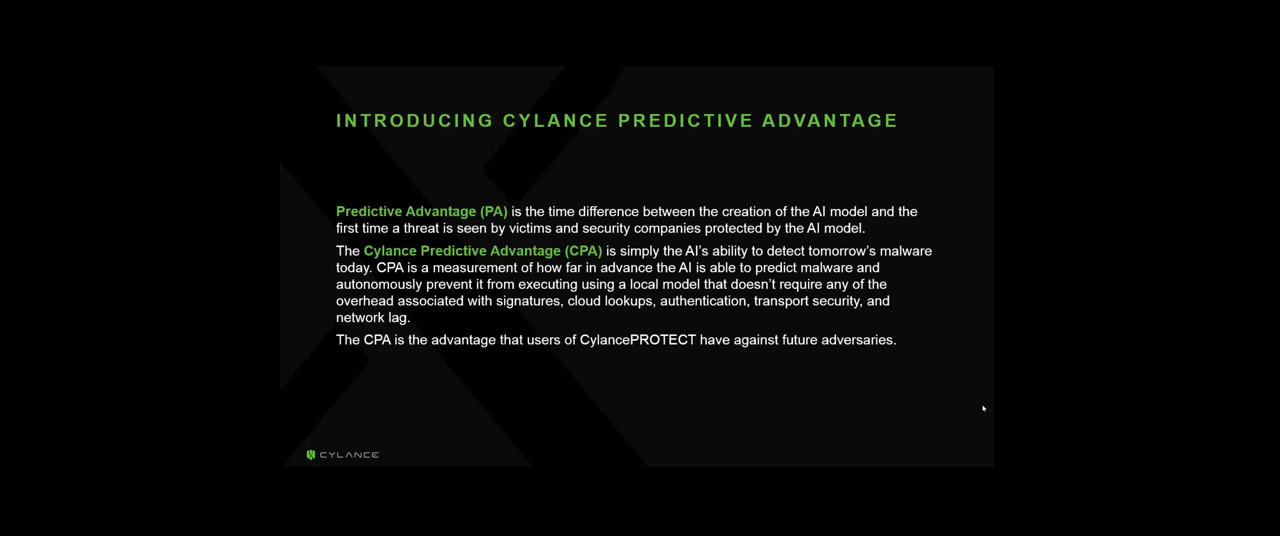 INTRODUCING CYLANCE PREDICTIVE ADVANTAGE
Predictive Advantage (PA) is the time difference between the creation of the AI model and the
first time a threat is seen by victims and security companies protected by the AI model.
The Cylance Predictive Advantage (CPA) is simply the AI's ability to detect tomorrow's malware
today. CPA is a measurement of how far in advance the AI is able to predict malware and
autonomously prevent it from executing using a local model that doesn't require any of the
overhead associated with signatures, cloud lookups, authentication, transport security, and
network lag.
The CPA is the advantage that users of CylancePROTECT have against future adversaries.
CYLANCE